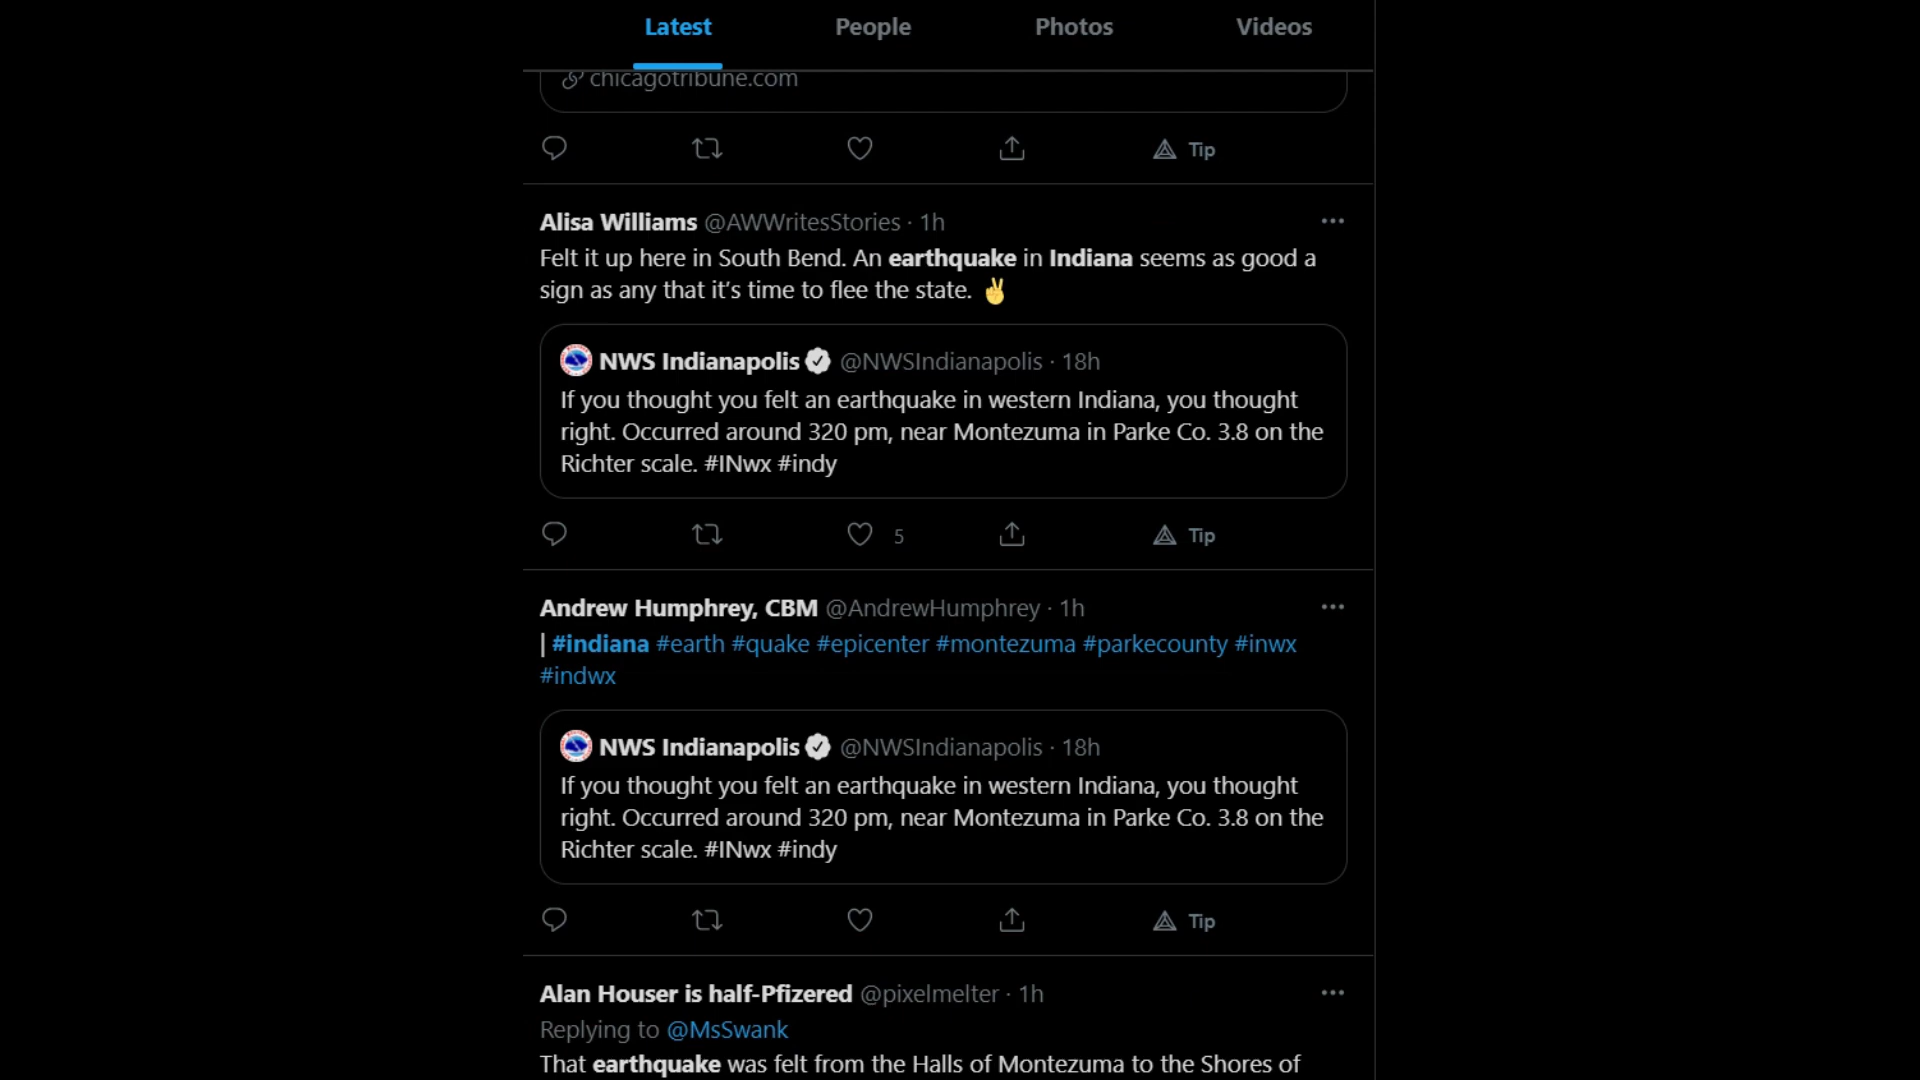 Latest People Photos Videos
chicagotribune.com
Tip
Alisa Williams @AWWritesStories · 1h
Felt it up here in South Bend. An earthquake in Indiana seems as good a
sign as any that it's time to flee the state. ✌
NWS Indianapolis @NWSIndianapolis · 18h
If you thought you felt an earthquake in western Indiana, you thought
right. Occurred around 320 pm, near Montezuma in Parke Co. 3.8 on the
Richter scale. #INwx #indy
5 Tip
Andrew Humphrey, CBM @AndrewHumphrey · 1h
| #indiana #earth #quake #epicenter #montezuma #parkecounty #inwx
#indwx
NWS Indianapolis @NWSIndianapolis · 18h
If you thought you felt an earthquake in western Indiana, you thought
right. Occurred around 320 pm, near Montezuma in Parke Co. 3.8 on the
Richter scale. #INwx #indy
Tip
Alan Houser is half-Pfizered @pixelmelter · 1h
Replying to @MsSwank
That earthquake was felt from the Halls of Montezuma to the Shores of